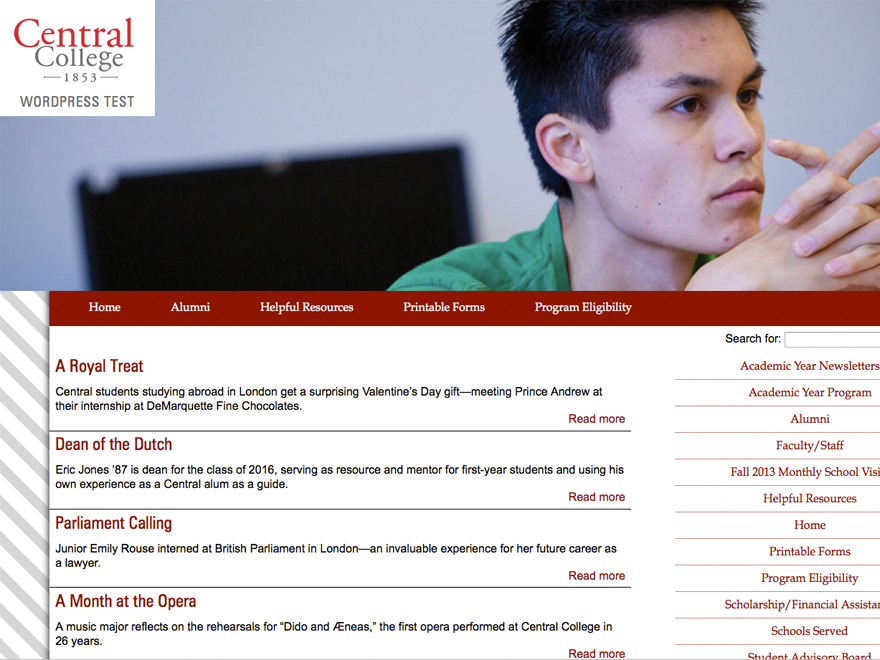 Central
College
1853
WORDPRESS TEST
Home Alumni Helpful Resources Printable Forms Program Eligibility
Search for:
A Royal Treat
Central students studying abroad in London get a surprising Valentine's Day gift—meeting Prince Andrew at
their internship at DeMarquette Fine Chocolates.
Read more
Dean of the Dutch
Eric Jones '87 is dean for the class of 2016, serving as resource and mentor for first-year students and using his
own experience as a Central alum as a guide.
Read more
Parliament Calling
Junior Emily Rouse interned at British Parliament in London—an invaluable experience for her future career as
a lawyer.
Read more
A Month at the Opera
A music major reflects on the rehearsals for “Dido and Æneas,” the first opera performed at Central College in
26 years.
Read more
Academic Year Newsletters
Academic Year Program
Alumni
Faculty/Staff
Fall 2013 Monthly School Visi
Helpful Resources
Home
Printable Forms
Program Eligibility
Scholarship/Financial Assistan
Schools Served
Student Advisory Board